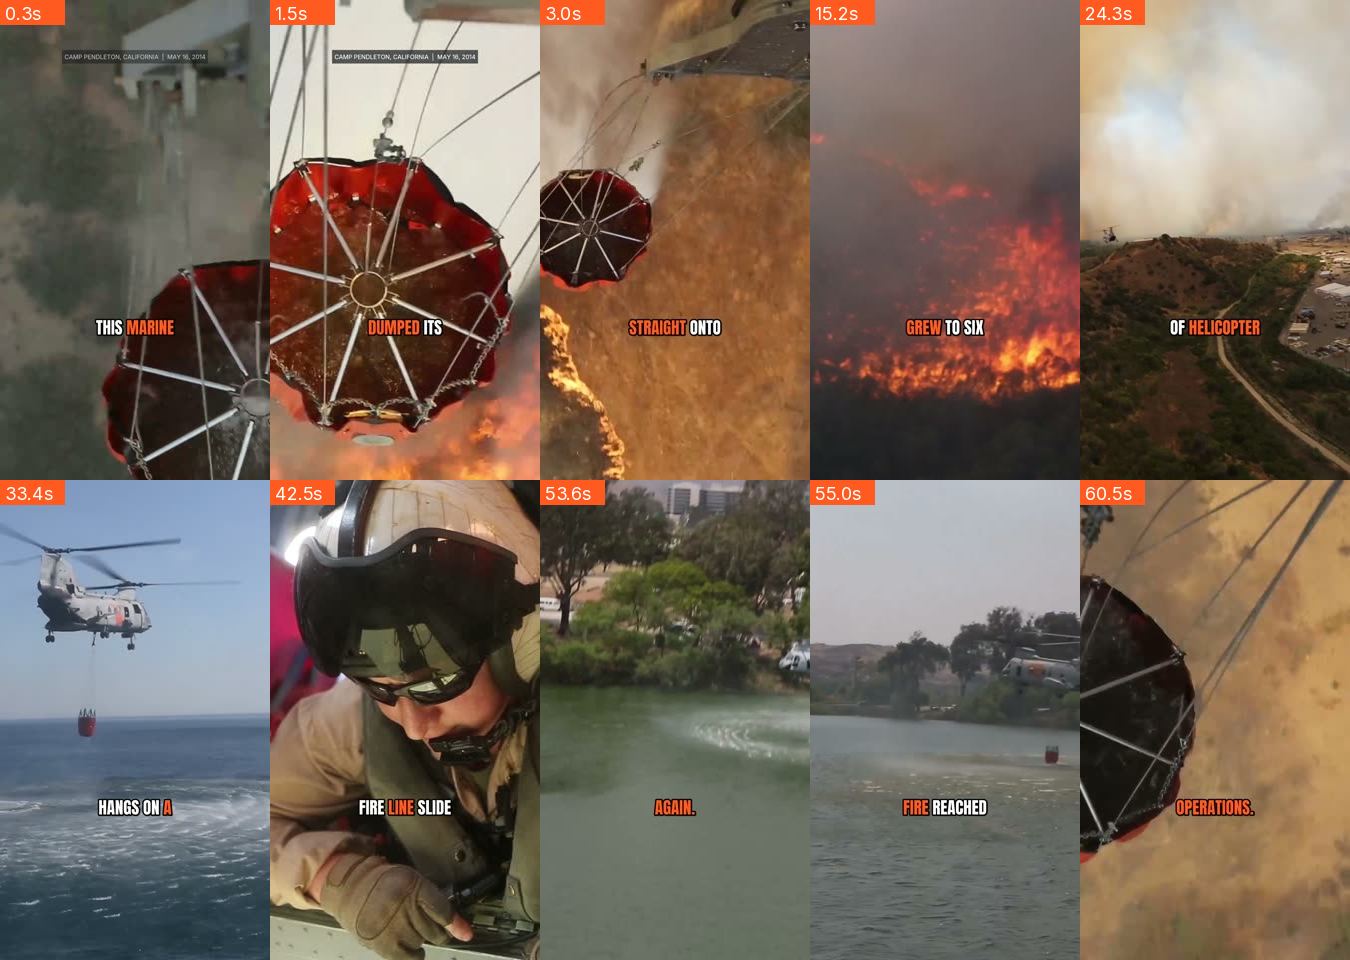 0.3s
CAMP PENDLETON, CALIFORNIA | MAY 16, 2014
THIS MARINE
1.5s
CAMP PENDLETON, CALIFORNIA | MAY 16, 2014
DUMPED ITS
3.0s
STRAIGHT ONTO
15.2s
GREW TO SIX
24.3s
OF HELICOPTER
33.4s
HANGS ON A
42.5s
FIRE LINE SLIDE
53.6s
AGAIN.
55.0s
FIRE REACHED
60.5s
OPERATIONS.